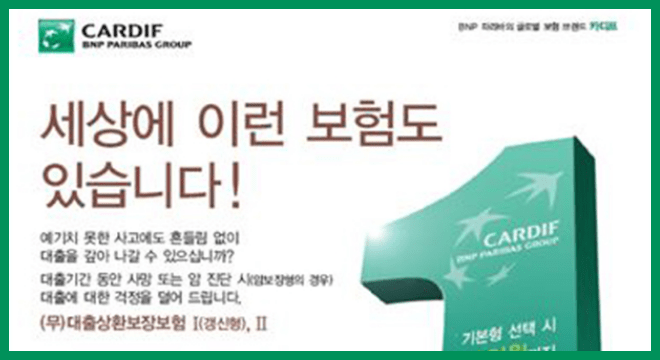 CARDIF
BNP PARIBAS GROUP
BNP 파리바의 글로벌 보험 브랜드 카디프
세상에 이런 보험도
있습니다!
예기치 못한 사고에도 흔들림 없이
대출을 갚아 나갈 수 있으십니까?
대출기간 동안 사망 또는 암 진단 시(암보장형의 경우)
대출에 대한 걱정을 덜어 드립니다.
(무)대출상환보장보험 Ⅰ(갱신형), Ⅱ
CARDIF
BNP PARIBAS GROUP
기본형 선택 시